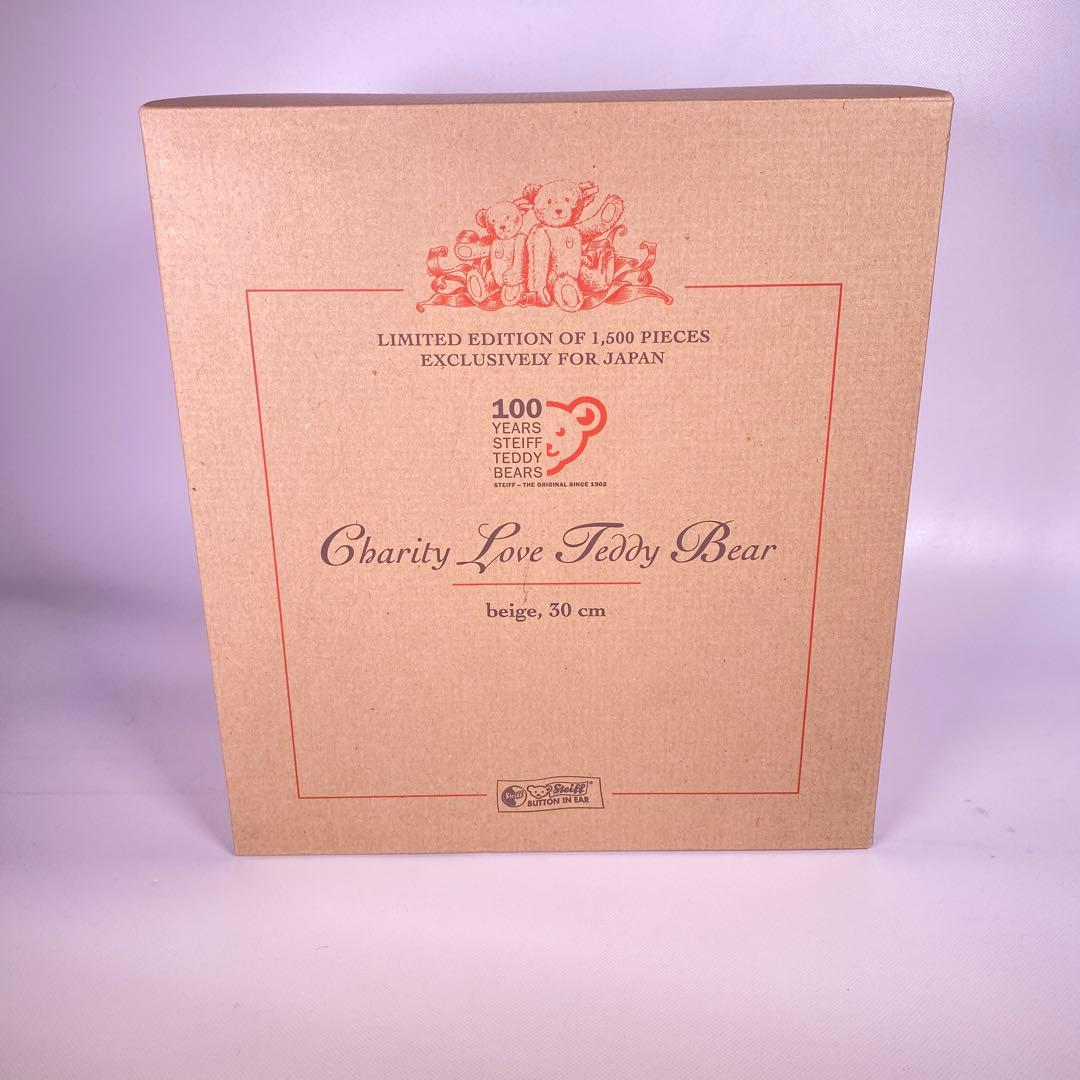 LIMITED EDITION OF 1,500 PIECES
EXCLUSIVELY FOR JAPAN
100
YEARS
STEIFF
TEDDY
BEARS
STEIFF – THE ORIGINAL SINCE 1902
Charity Love Teddy Bear
beige, 30 cm
Steiff Steiff®
BUTTON IN EAR